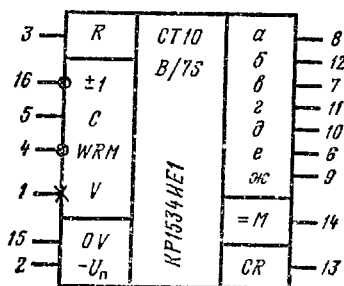 3 R CT10 а 8
16 ±1 B/7S б 12
5 C в 7
4 WRM г 11
1 V д 10
е 6
ж 9
=M 14
15 0V
2 -Uп CR 13
КР1534ИЕ1